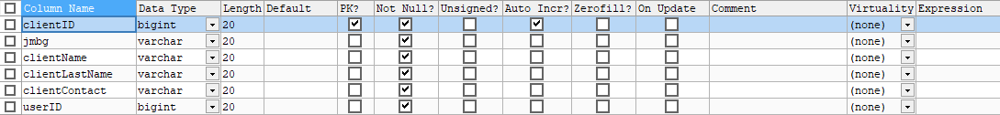 Column Name Data Type Length Default PK? Not Null? Unsigned? Auto Incr? Zerofill? On Update Comment Virtuality Expression
clientID bigint 20 (none)
jmbg varchar 20 (none)
clientName varchar 20 (none)
clientLastName varchar 20 (none)
clientContact varchar 20 (none)
userID bigint 20 (none)